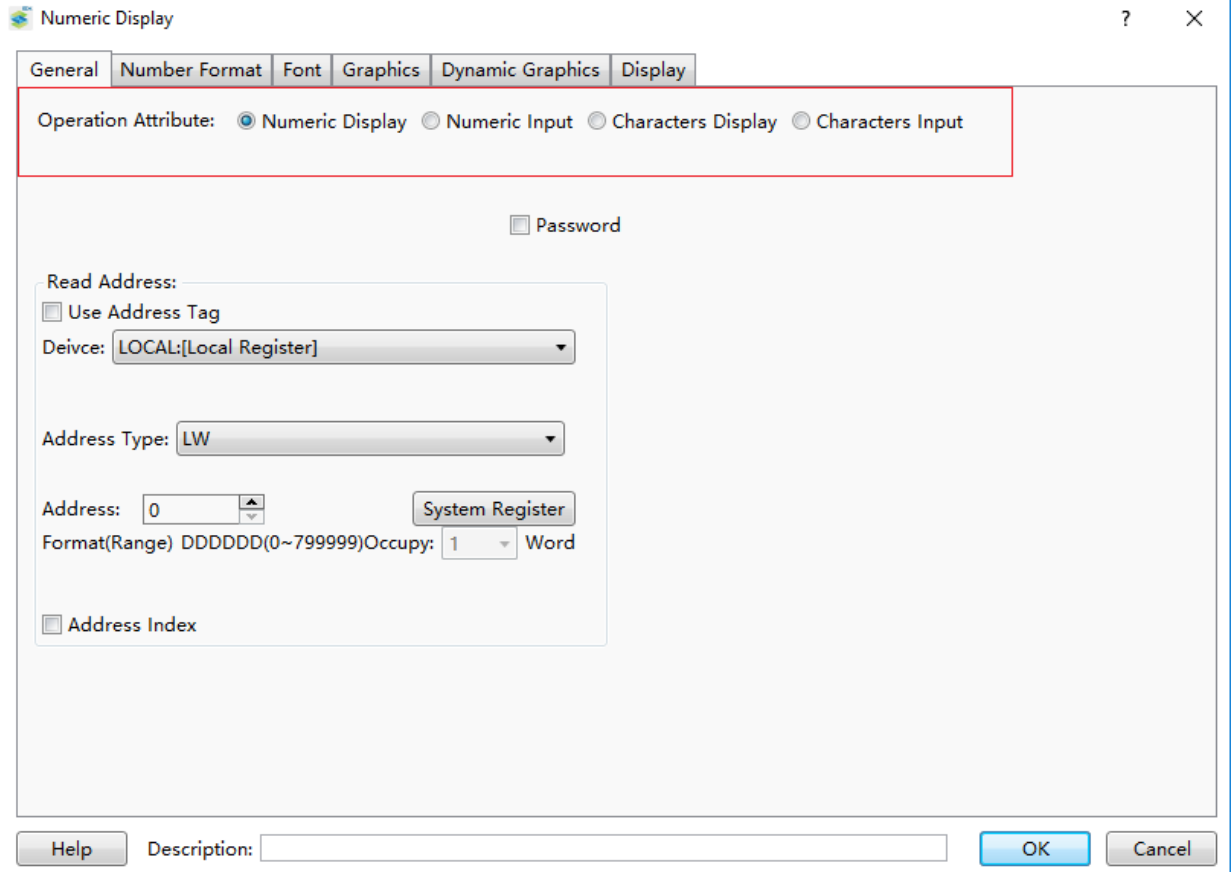 Numeric Display ?
General Number Format Font Graphics Dynamic Graphics Display
Operation Attribute: Numeric Display Numeric Input Characters Display Characters Input
Password
Read Address:
Use Address Tag
Deivce: LOCAL:[Local Register]
Address Type: LW
Address: 0 System Register
Format(Range) DDDDDD(0~799999)Occupy: 1 Word
Address Index
Help Description: OK Cancel